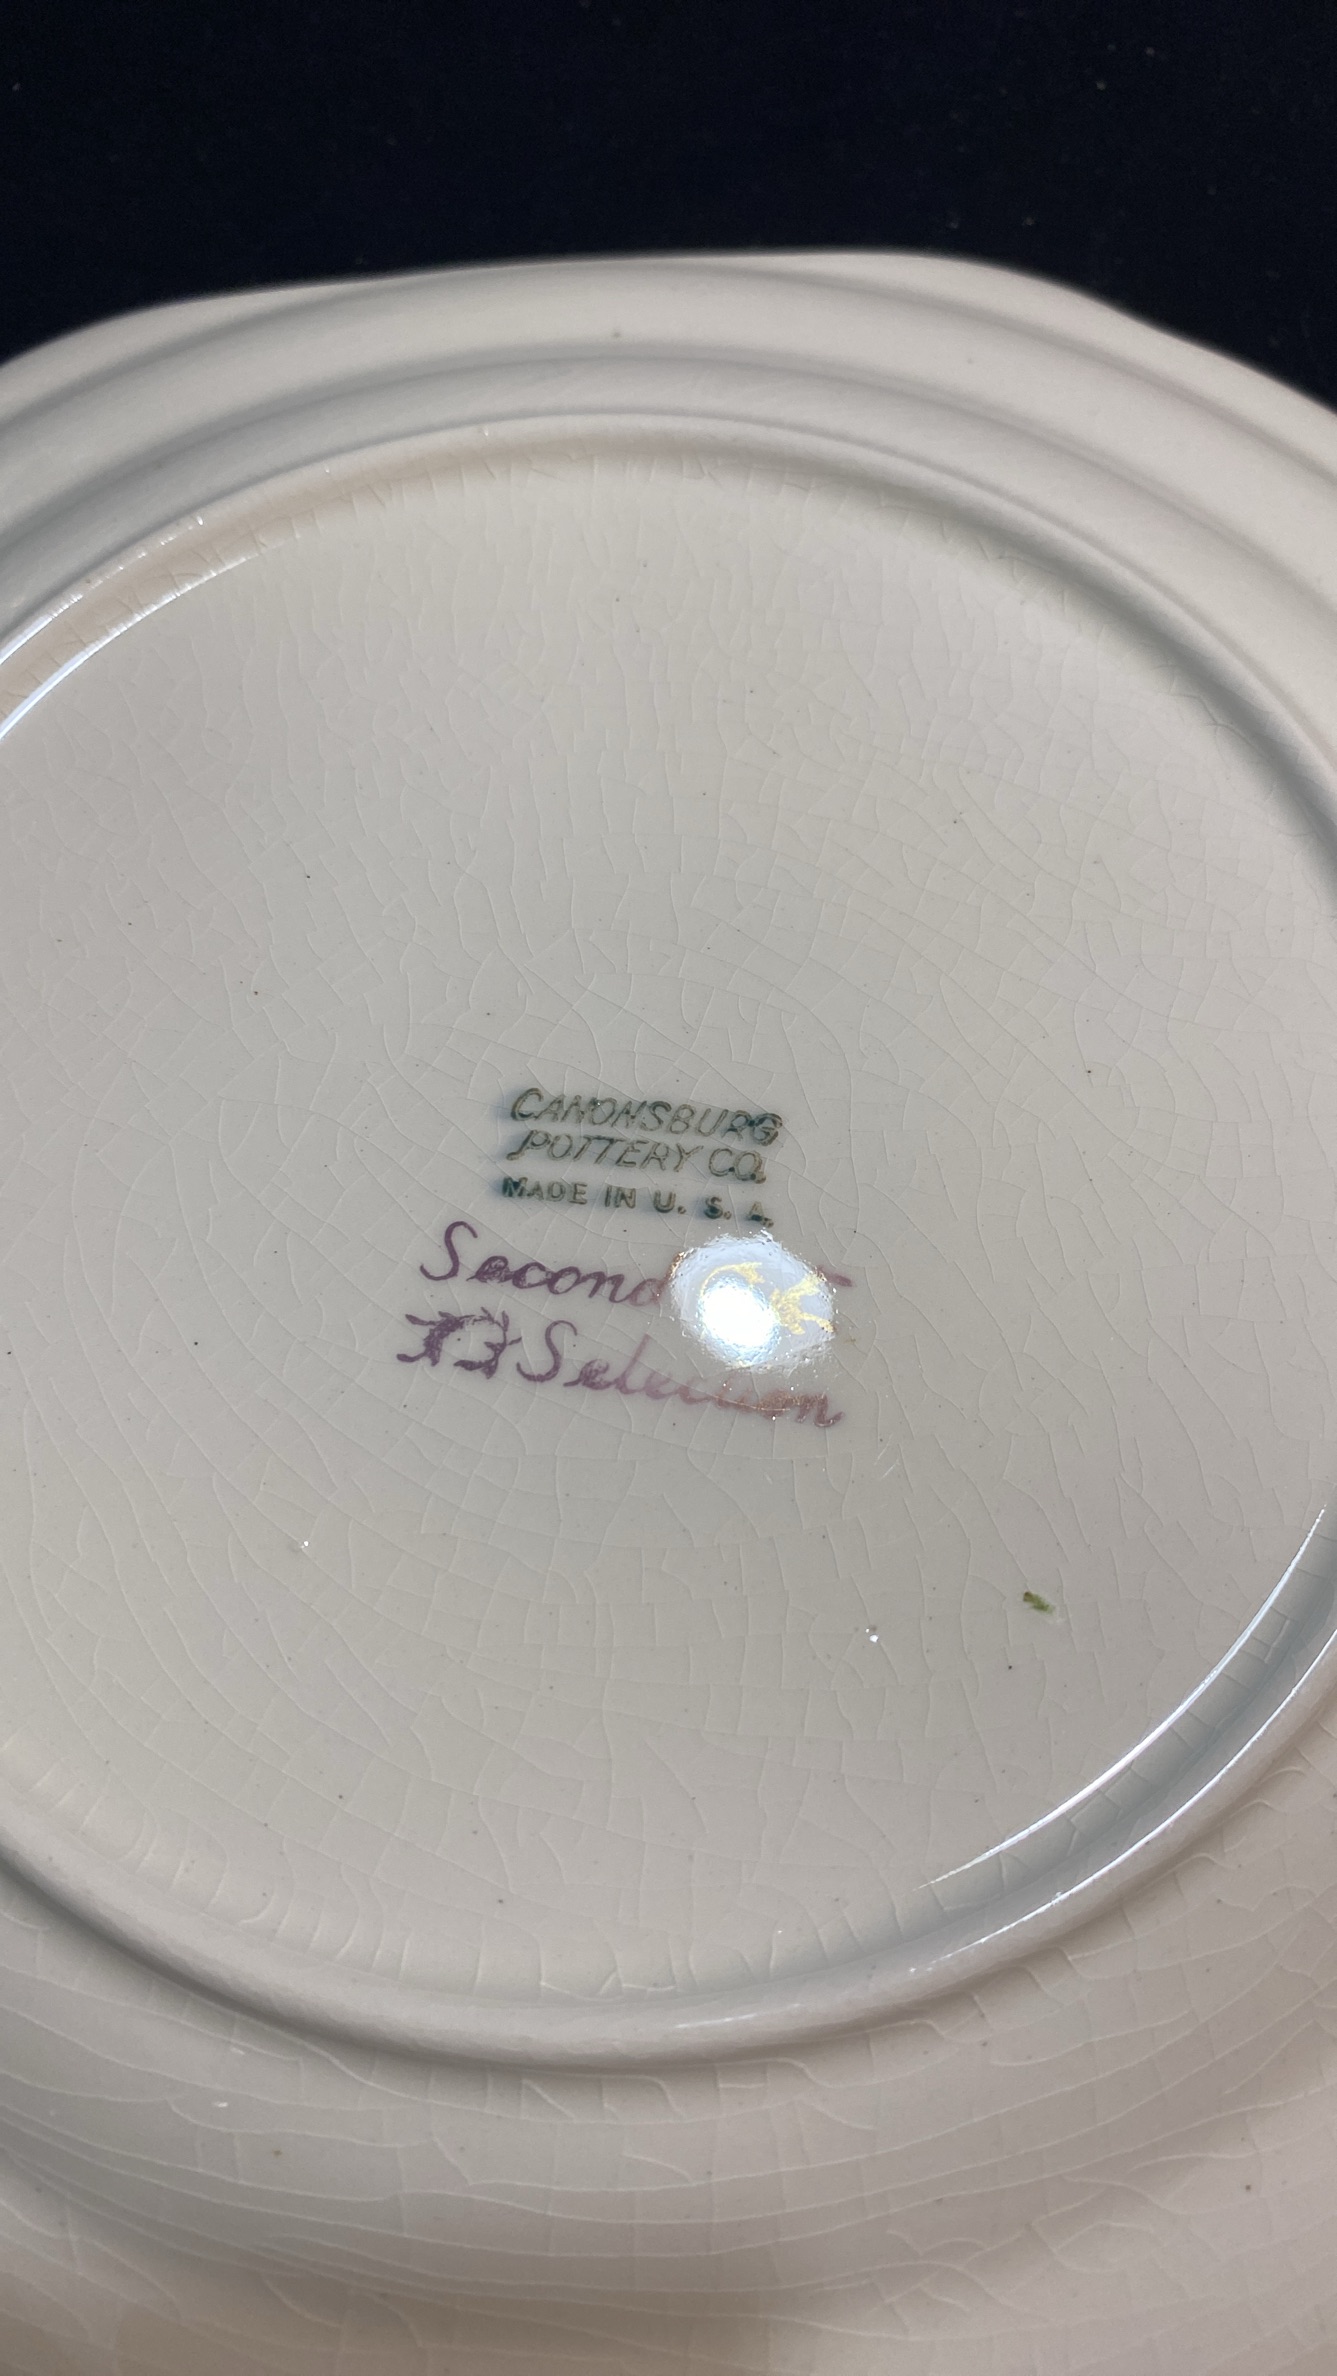 CANONSBURG
POTTERY CO.
MADE IN U. S. A.
Second
Selection